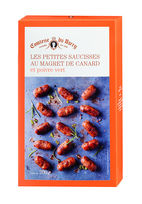 Comtesse du Barry
LES PETITES SAUCISSES
AU MAGRET DE CANARD
et poivre vert